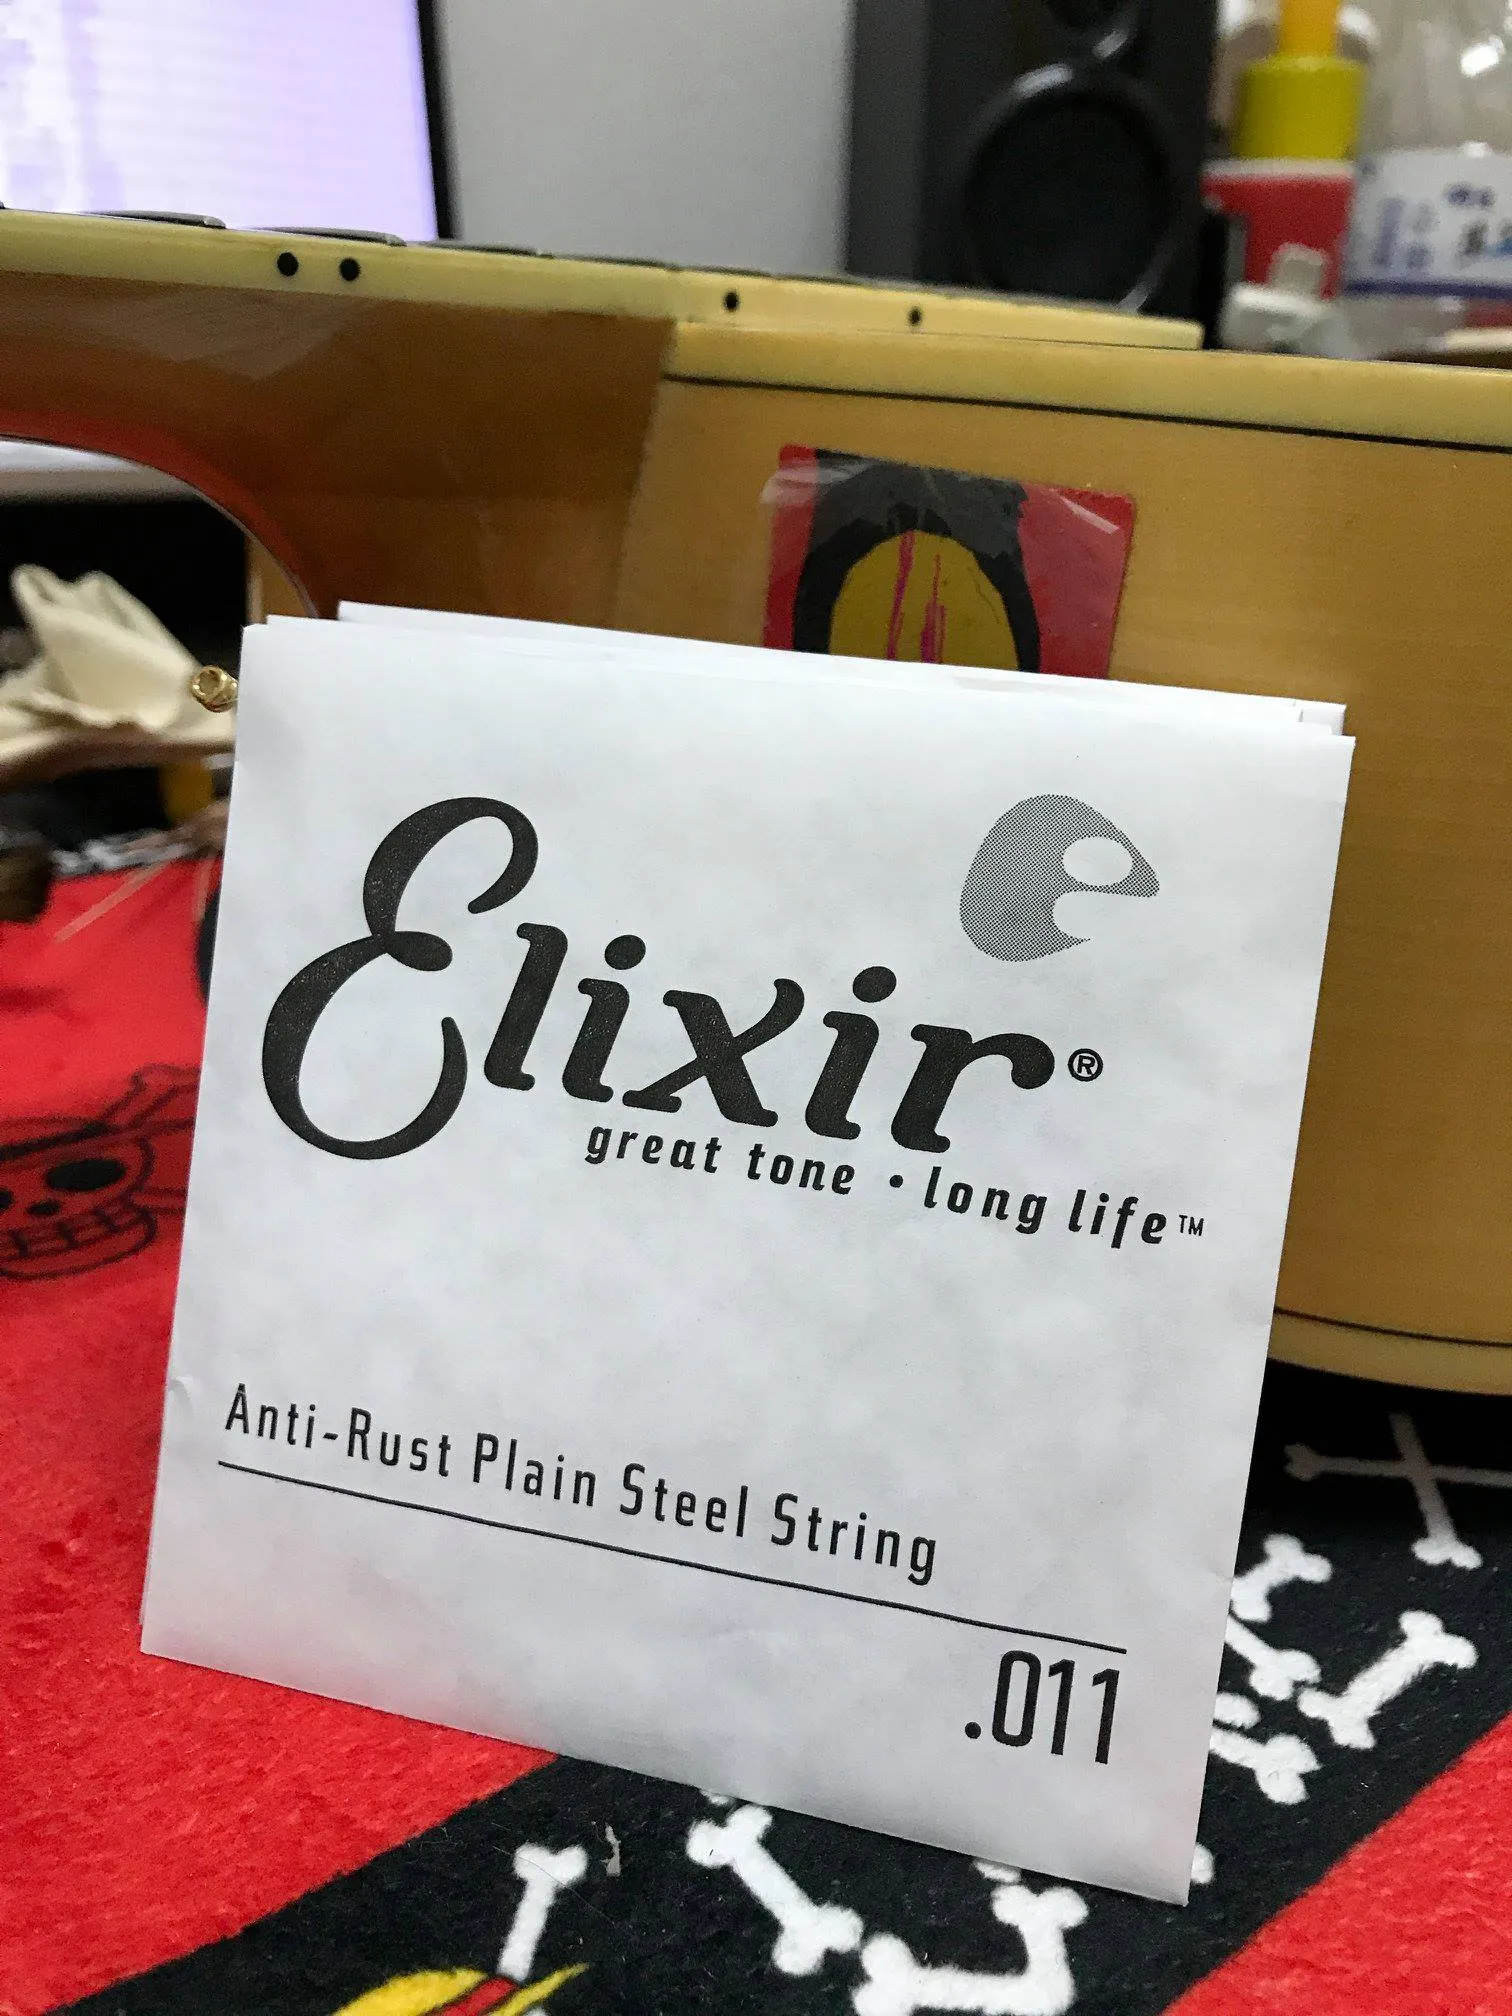 Elixir®
great tone • long life™
Anti-Rust Plain Steel String
.011